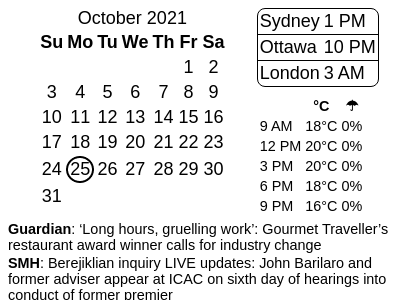 October 2021
Su Mo Tu We Th Fr Sa
1 2
3 4 5 6 7 8 9
10 11 12 13 14 15 16
17 18 19 20 21 22 23
24 25 26 27 28 29 30
31
Sydney 1 PM
Ottawa 10 PM
London 3 AM
°C ☂
9 AM 18°C 0%
12 PM 20°C 0%
3 PM 20°C 0%
6 PM 18°C 0%
9 PM 16°C 0%
Guardian: ‘Long hours, gruelling work’: Gourmet Traveller’s
restaurant award winner calls for industry change
SMH: Berejiklian inquiry LIVE updates: John Barilaro and
former adviser appear at ICAC on sixth day of hearings into
conduct of former premier